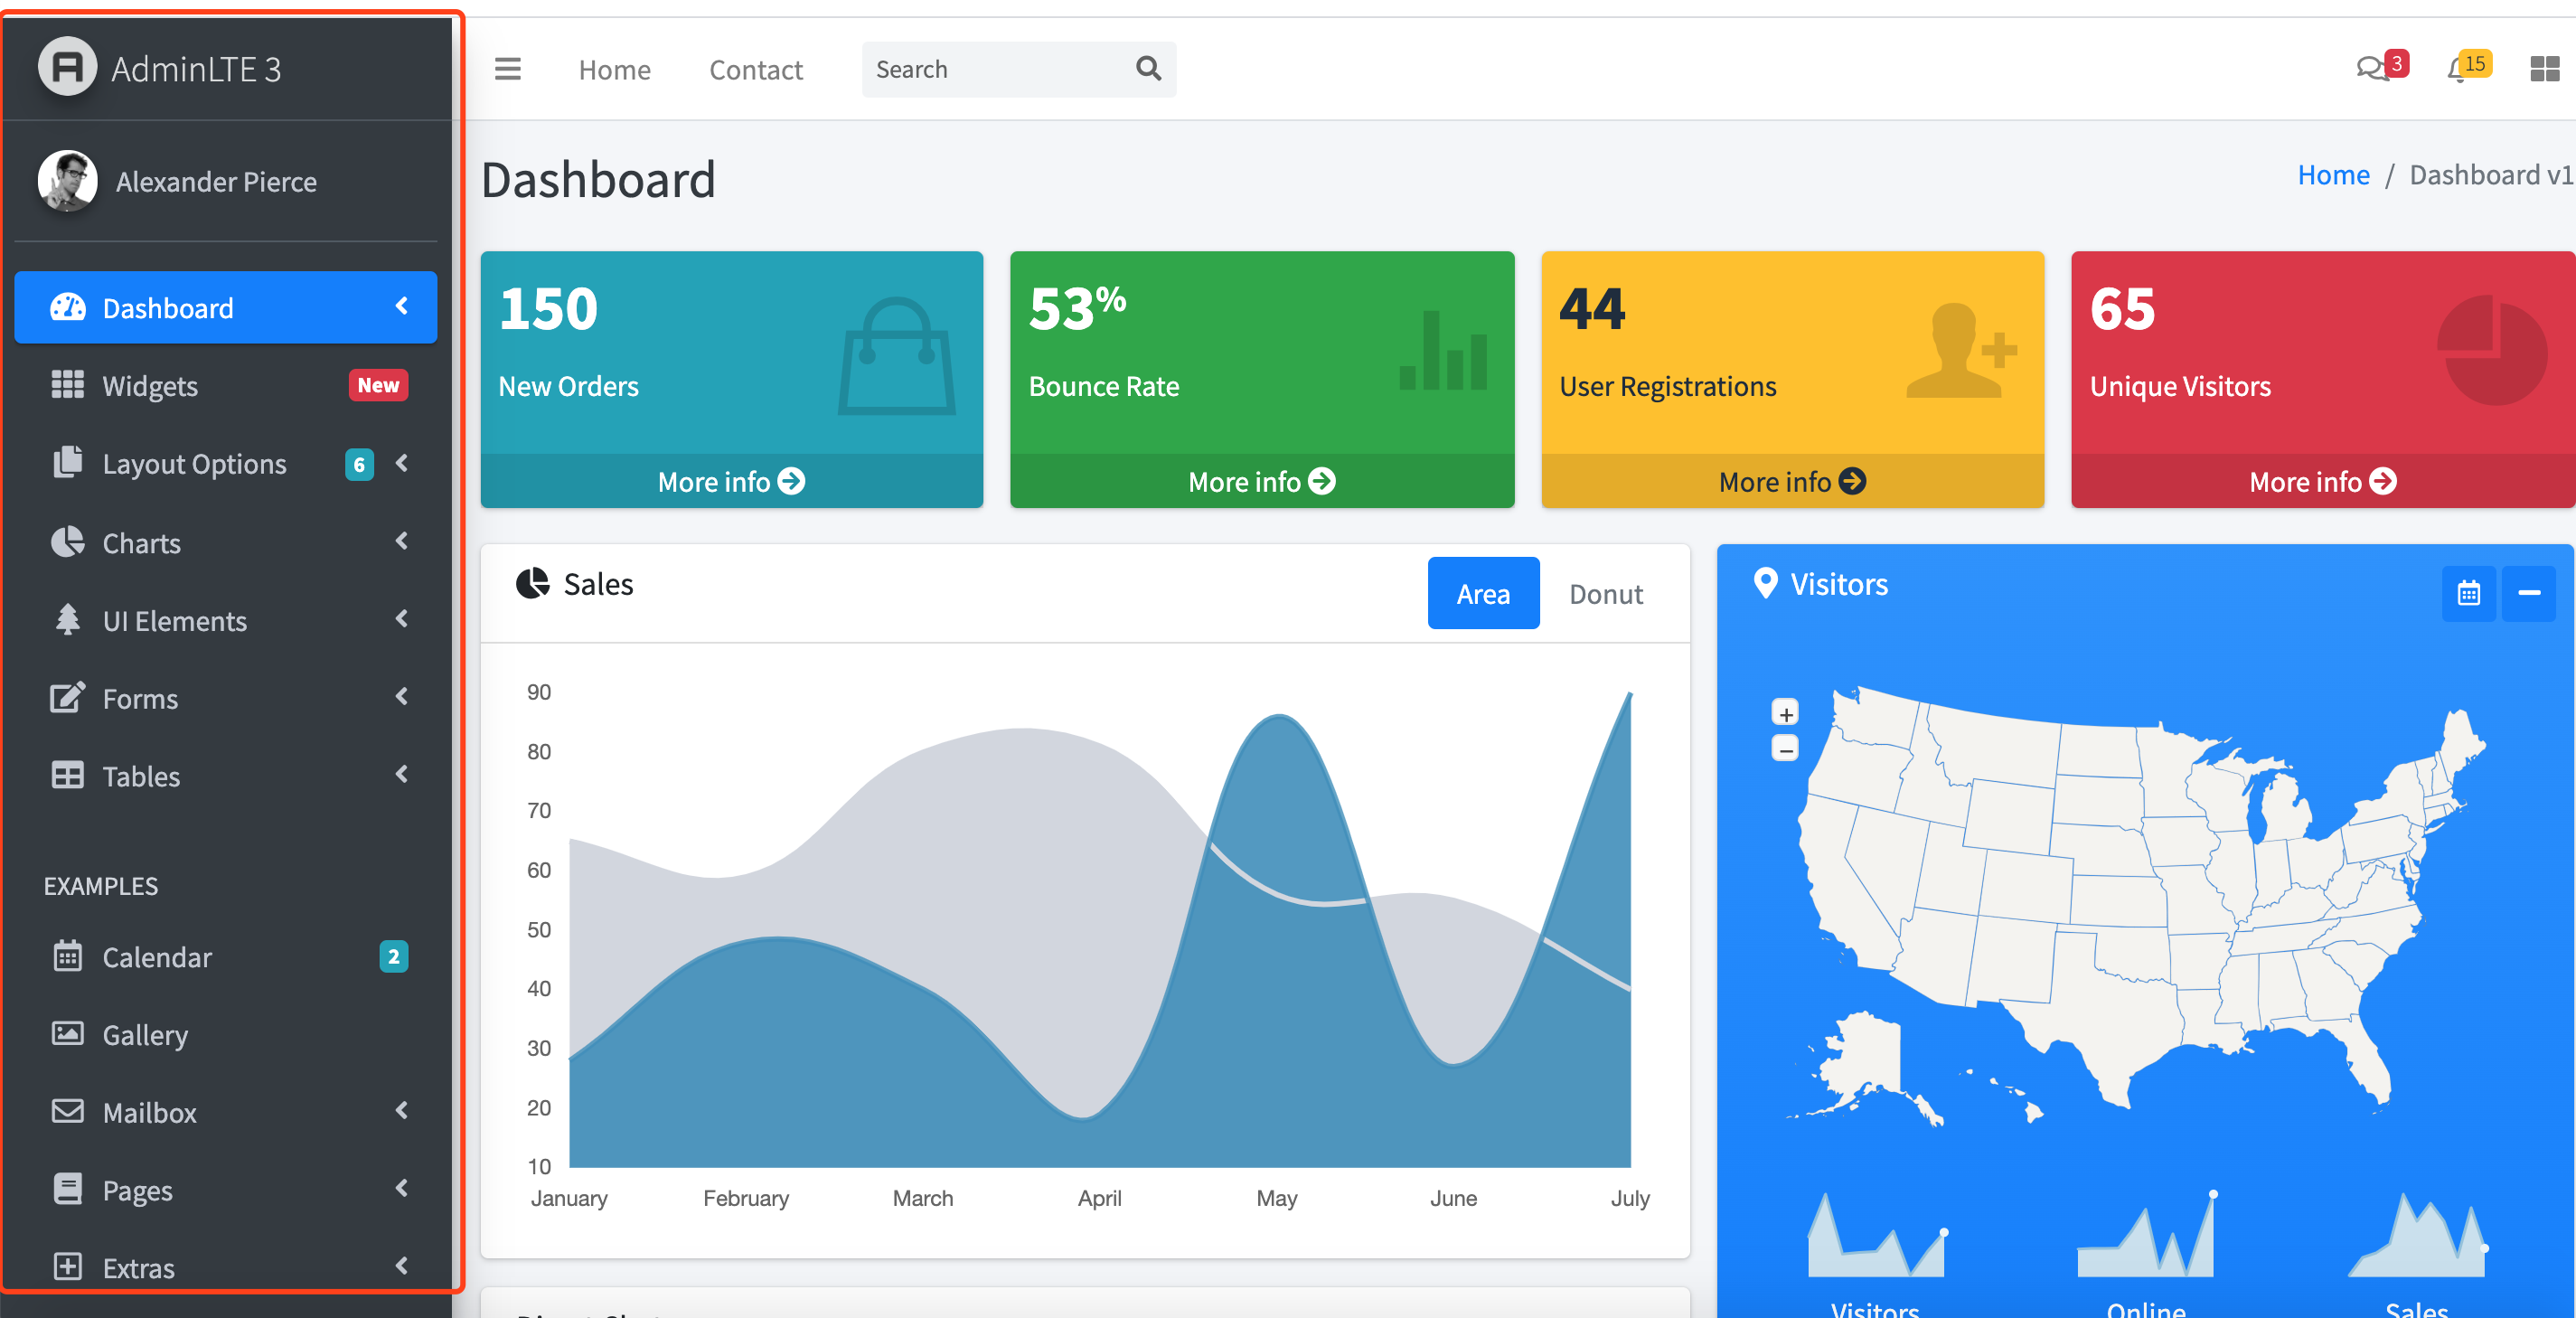 AdminLTE 3
Home Contact Search
3
15
Alexander Pierce
Dashboard
Widgets New
Layout Options 6
Charts
UI Elements
Forms
Tables
EXAMPLES
Calendar 2
Gallery
Mailbox
Pages
Extras
Dashboard
Home / Dashboard v1
150
New Orders
More info
53%
Bounce Rate
More info
44
User Registrations
More info
65
Unique Visitors
More info
Sales
Area Donut
90
80
70
60
50
40
30
20
10
January February March April May June July
Visitors
+
−
Visitors Online Sales